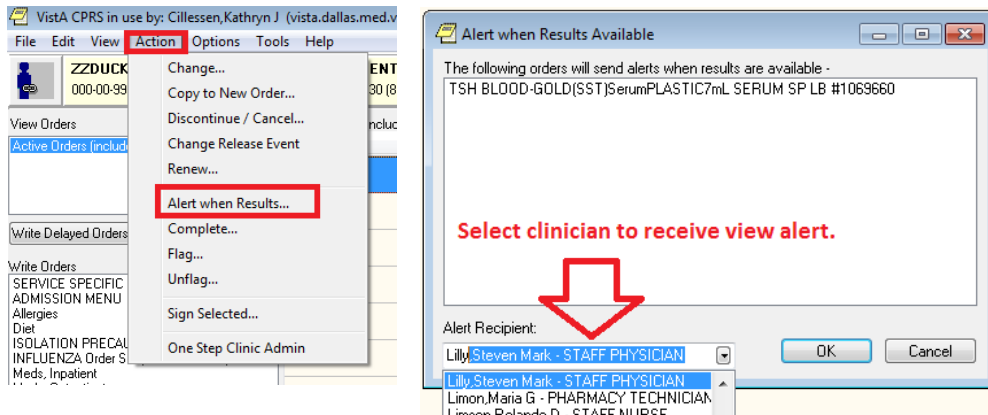 VistA CPRS in use by: Cillessen,Kathryn J (vista.dallas.med.v
File Edit View Action Options Tools Help
ZZDUCK
000-00-99
ENT
30 (8
View Orders
Active Orders (includ
Write Delayed Orders
Write Orders
SERVICE SPECIFIC
ADMISSION MENU
Allergies
Diet
ISOLATION PRECAU
INFLUENZA Order S
Meds, Inpatient
Change...
Copy to New Order...
Discontinue / Cancel...
Change Release Event
Renew...
Alert when Results...
Complete...
Flag...
Unflag...
Sign Selected...
One Step Clinic Admin
Alert when Results Available
The following orders will send alerts when results are available -
TSH BLOOD-GOLD(SST)SerumPLASTIC7mL SERUM SP LB #1069660
Select clinician to receive view alert.
Alert Recipient:
Lilly,Steven Mark - STAFF PHYSICIAN
OK
Cancel
Lilly,Steven Mark - STAFF PHYSICIAN
Limon,Maria G - PHARMACY TECHNICIAN